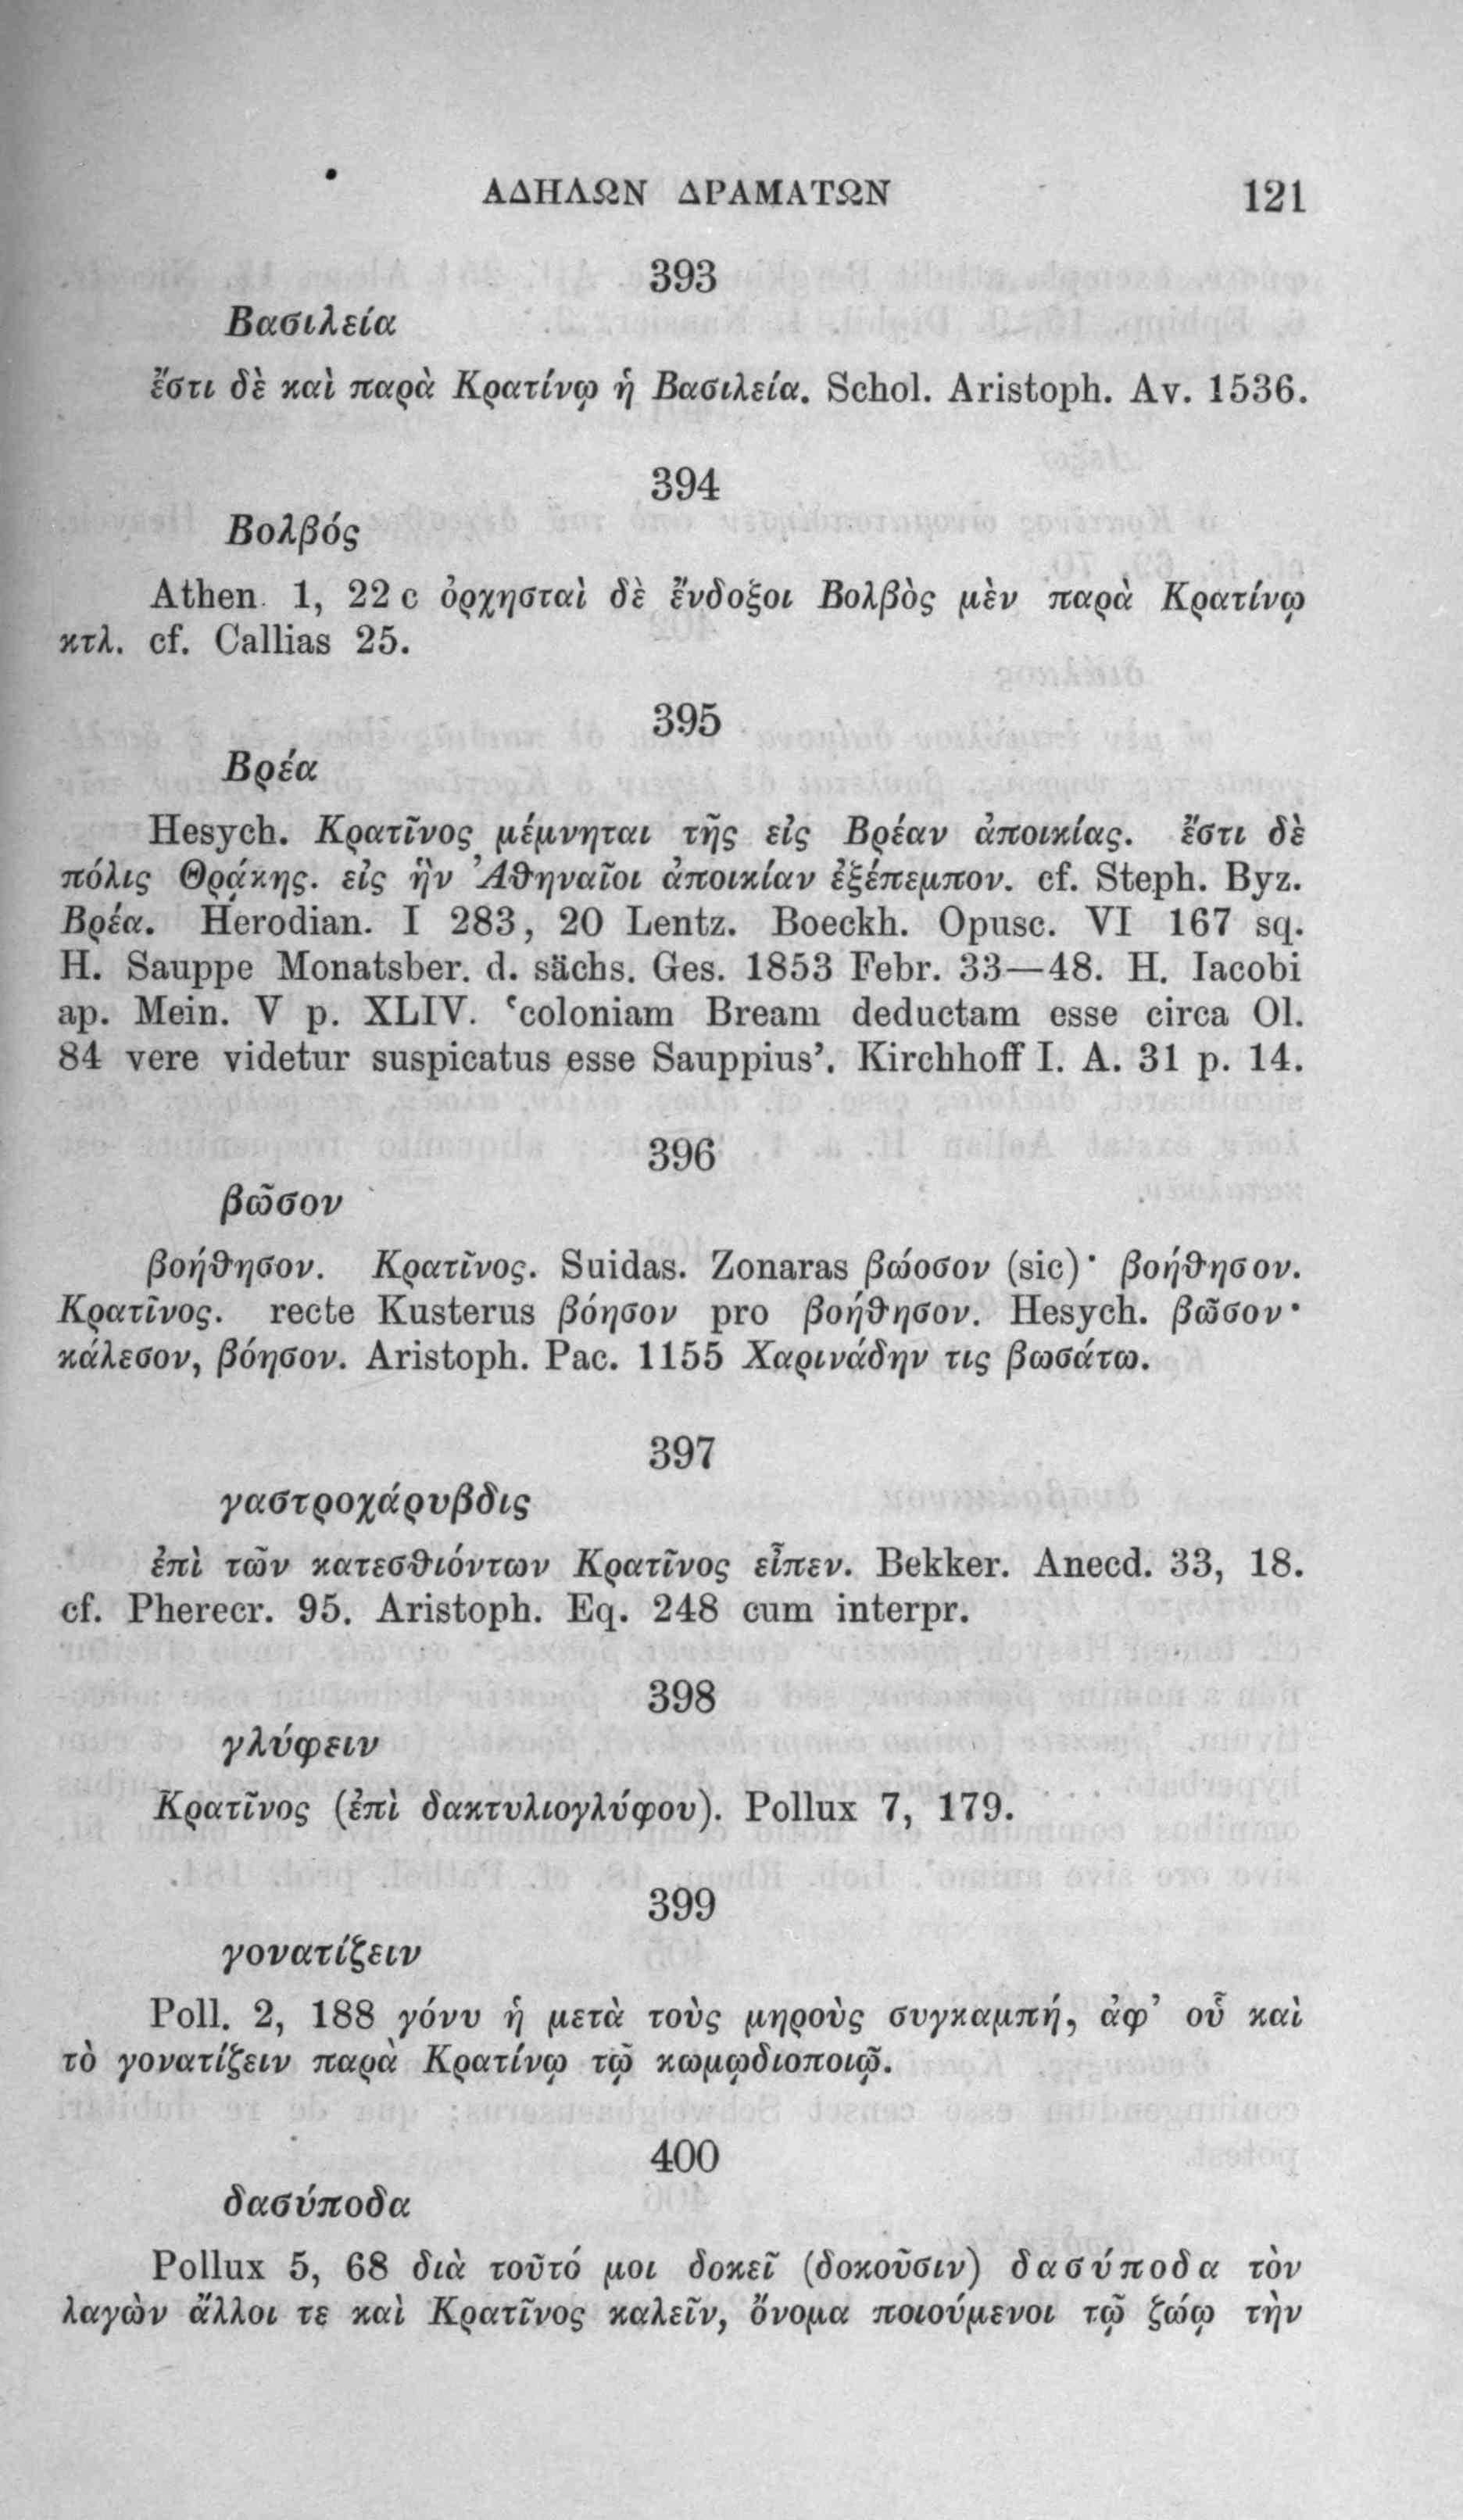 ΑΔΗΛΩΝ ΔΡΑΜΑΤΩΝ 121
393
Βασιλεία
ἔστι δὲ καὶ παρὰ Κρατίνῳ ἡ Βασιλεία. Schol. Aristoph. Av. 1536.
394
Βολβός
Athen. 1, 22 c ὀρχησταὶ δὲ ἔνδοξοι Βολβὸς μὲν παρὰ Κρατίνῳ
κτλ. cf. Callias 25.
395
Βρέα
Hesych. Κρατῖνος μέμνηται τῆς εἰς Βρέαν ἀποικίας. ἔστι δὲ
πόλις Θρᾴκης. εἰς ἣν Ἀθηναῖοι ἀποικίαν ἐξέπεμπον. cf. Steph. Byz.
Βρέα. Herodian. I 283, 20 Lentz. Boeckh. Opusc. VI 167 sq.
H. Sauppe Monatsber. d. sächs. Ges. 1853 Febr. 33—48. H. Iacobi
ap. Mein. V p. XLIV. ‘coloniam Bream deductam esse circa Ol.
84 vere videtur suspicatus esse Sauppius’. Kirchhoff I. A. 31 p. 14.
396
βῶσον
βοήθησον. Κρατῖνος. Suidas. Zonaras βώοσον (sic)· βοήθησον.
Κρατῖνος. recte Kusterus βόησον pro βοήθησον. Hesych. βῶσον·
κάλεσον, βόησον. Aristoph. Pac. 1155 Χαρινάδην τις βωσάτω.
397
γαστροχάρυβδις
ἐπὶ τῶν κατεσθιόντων Κρατῖνος εἶπεν. Bekker. Anecd. 33, 18.
cf. Pherecr. 95. Aristoph. Eq. 248 cum interpr.
398
γλύφειν
Κρατῖνος (ἐπὶ δακτυλιογλύφου). Pollux 7, 179.
399
γονατίζειν
Poll. 2, 188 γόνυ ἡ μετὰ τοὺς μηροὺς συγκαμπή, ἀφ’ οὗ καὶ
τὸ γονατίζειν παρὰ Κρατίνῳ τῷ κωμῳδιοποιῷ.
400
δασύποδα
Pollux 5, 68 διὰ τοῦτό μοι δοκεῖ (δοκοῦσιν) δασύποδα τὸν
λαγὼν ἄλλοι τε καὶ Κρατῖνος καλεῖν, ὄνομα ποιούμενοι τῷ ζώῳ τὴν